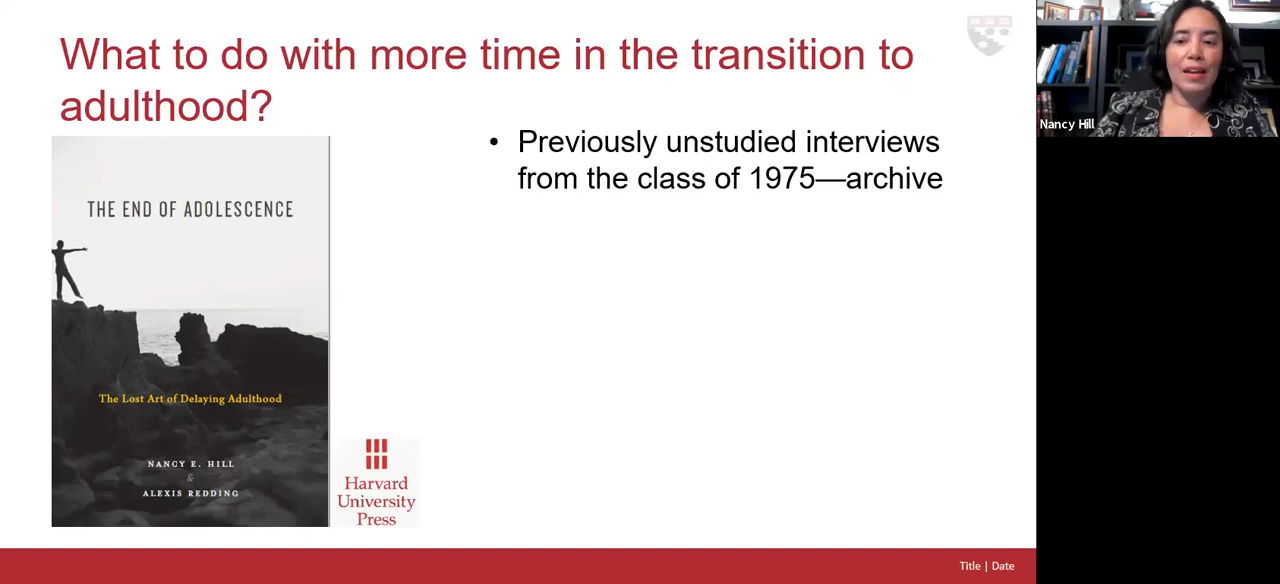 What to do with more time in the transition to
adulthood?
• Previously unstudied interviews
from the class of 1975—archive
THE END OF ADOLESCENCE
The Lost Art of Delaying Adulthood
NANCY E. HILL
&
ALEXIS REDDING
Harvard
University
Press
Title | Date
Nancy Hill